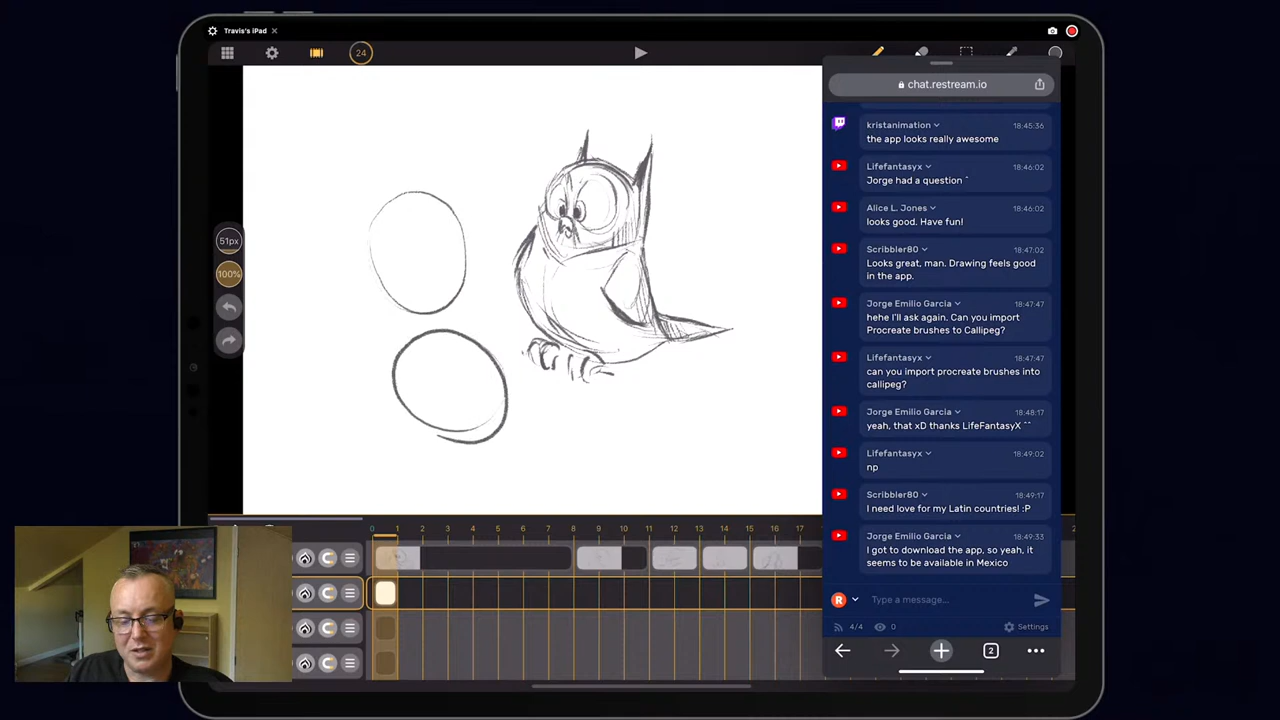 Travis's iPad
24
chat.restream.io
kristanimation 18:45:36
the app looks really awesome
Lifefantasyx 18:46:02
Jorge had a question ^
Alice L. Jones 18:46:02
looks good. Have fun!
Scribbler80 18:47:02
Looks great, man. Drawing feels good
in the app.
Jorge Emilio Garcia 18:47:47
hehe I'll ask again. Can you import
Procreate brushes to Callipeg?
Lifefantasyx 18:47:47
can you import procreate brushes into
callipeg?
Jorge Emilio Garcia 18:48:17
yeah, that xD thanks LifeFantasyX ^^
Lifefantasyx 18:49:02
np
Scribbler80 18:49:17
I need love for my Latin countries! :P
Jorge Emilio Garcia 18:49:33
I got to download the app, so yeah, it
seems to be available in Mexico
R Type a message...
4/4 0 Settings
2
51px
100%
0 1 2 3 4 5 6 7 8 9 10 11 12 13 14 15 16 17 2